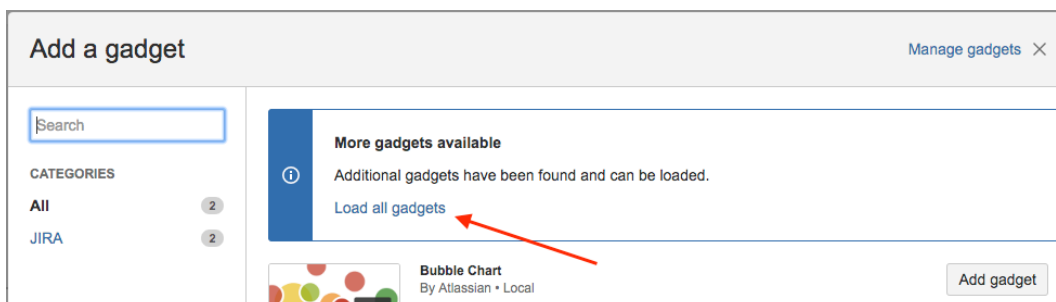 Add a gadget
Manage gadgets
Search
CATEGORIES
All 2
JIRA 2
More gadgets available
Additional gadgets have been found and can be loaded.
Load all gadgets
Bubble Chart
By Atlassian • Local
Add gadget